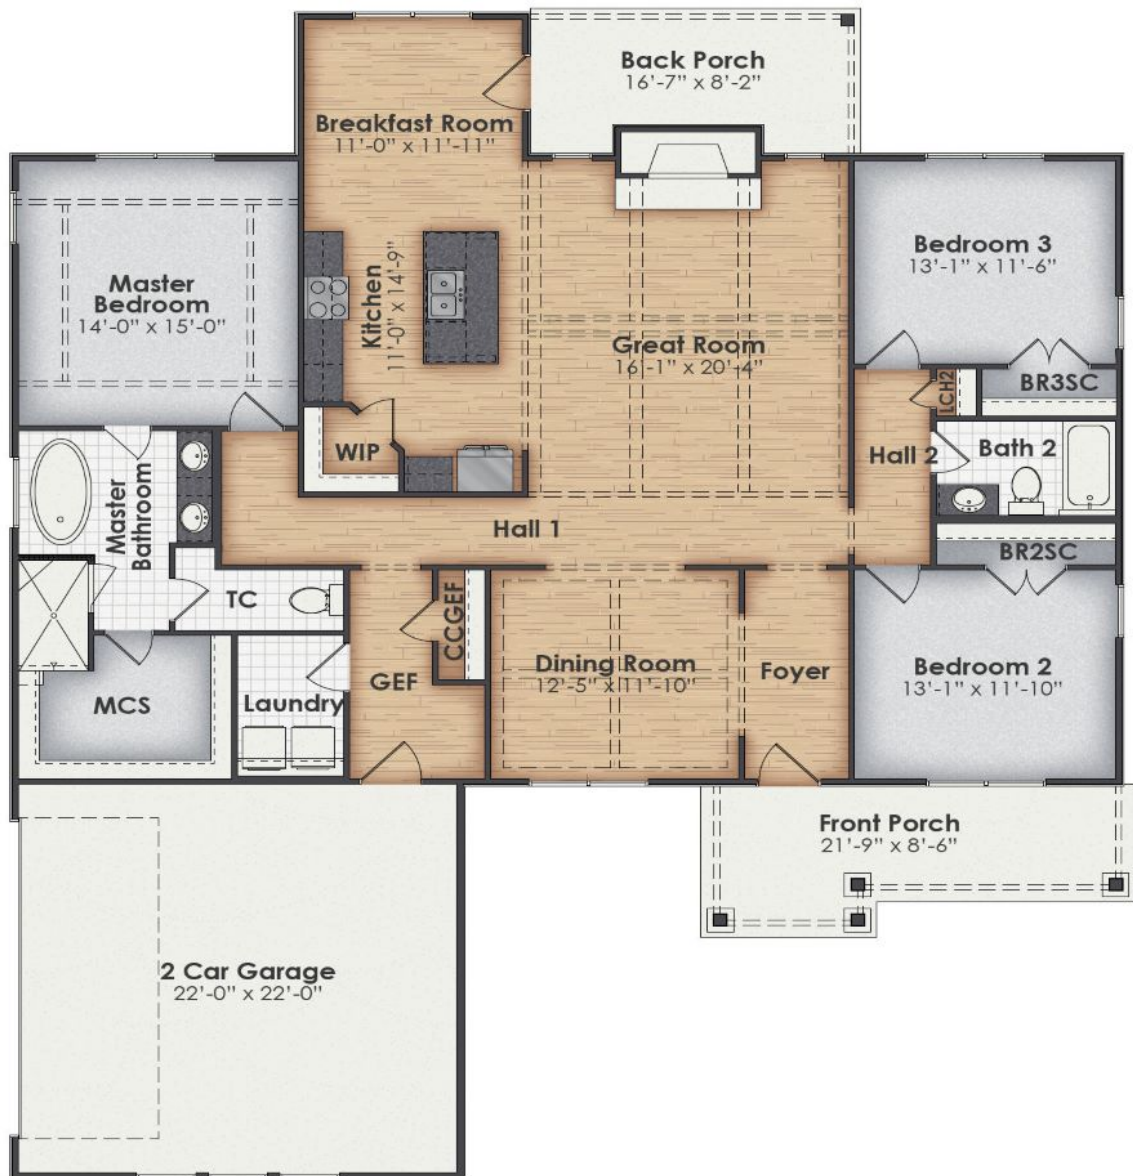 Back Porch
16'-7" x 8'-2"
Breakfast Room
11'-0" x 11'-11"
Master
Bedroom
14'-0" x 15'-0"
Kitchen
11'-0" x 14'-9"
Great Room
16'-1" x 20'-4"
Bedroom 3
13'-1" x 11'-6"
BR3SC
LCH2
WIP
Hall 2
Bath 2
Master
Bathroom
Hall 1
BR2SC
TC
CCGEF
Dining Room
12'-5" x 11'-10"
Foyer
Bedroom 2
13'-1" x 11'-10"
GEF
MCS
Laundry
Front Porch
21'-9" x 8'-6"
2 Car Garage
22'-0" x 22'-0"